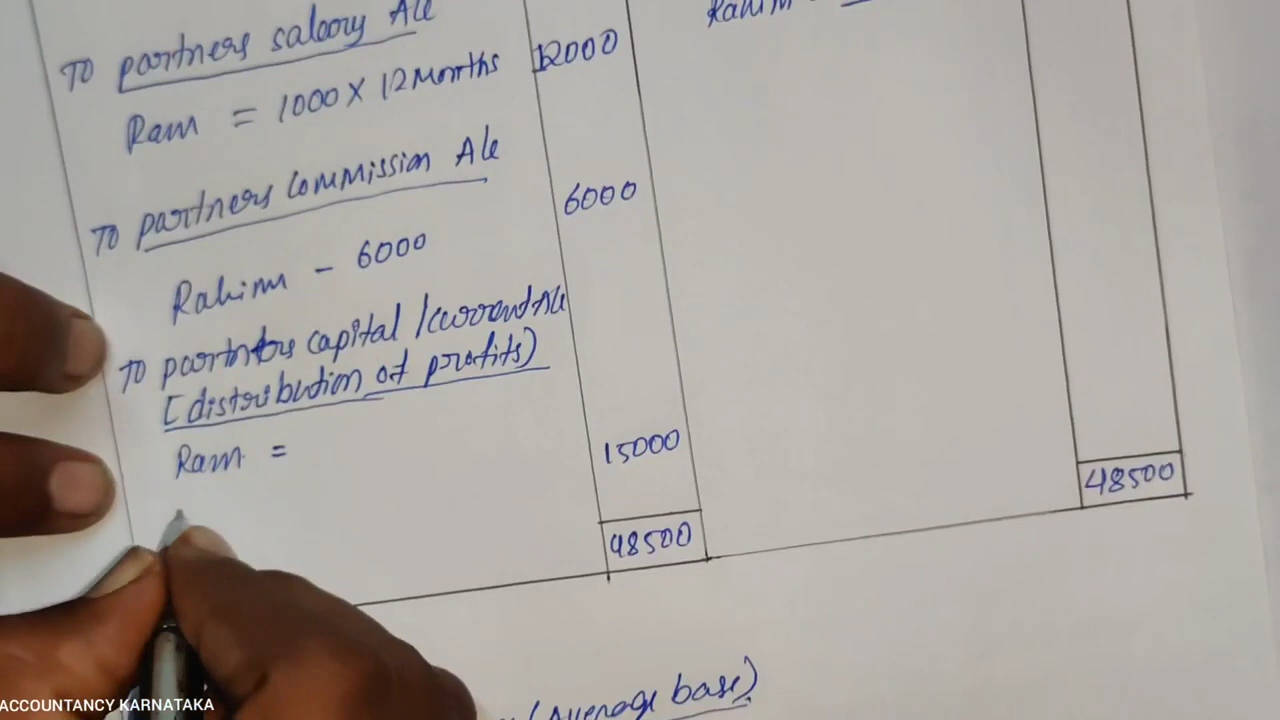 To partners salary A/c
12000
Ram = 1000 × 12 Months
To partners Commission A/c
6000
Rahim - 6000
To partners capital / current A/c
[distribution of profits)
Ram =
15000
48500
48500
Rahim
(Average base)
ACCOUNTANCY KARNATAKA